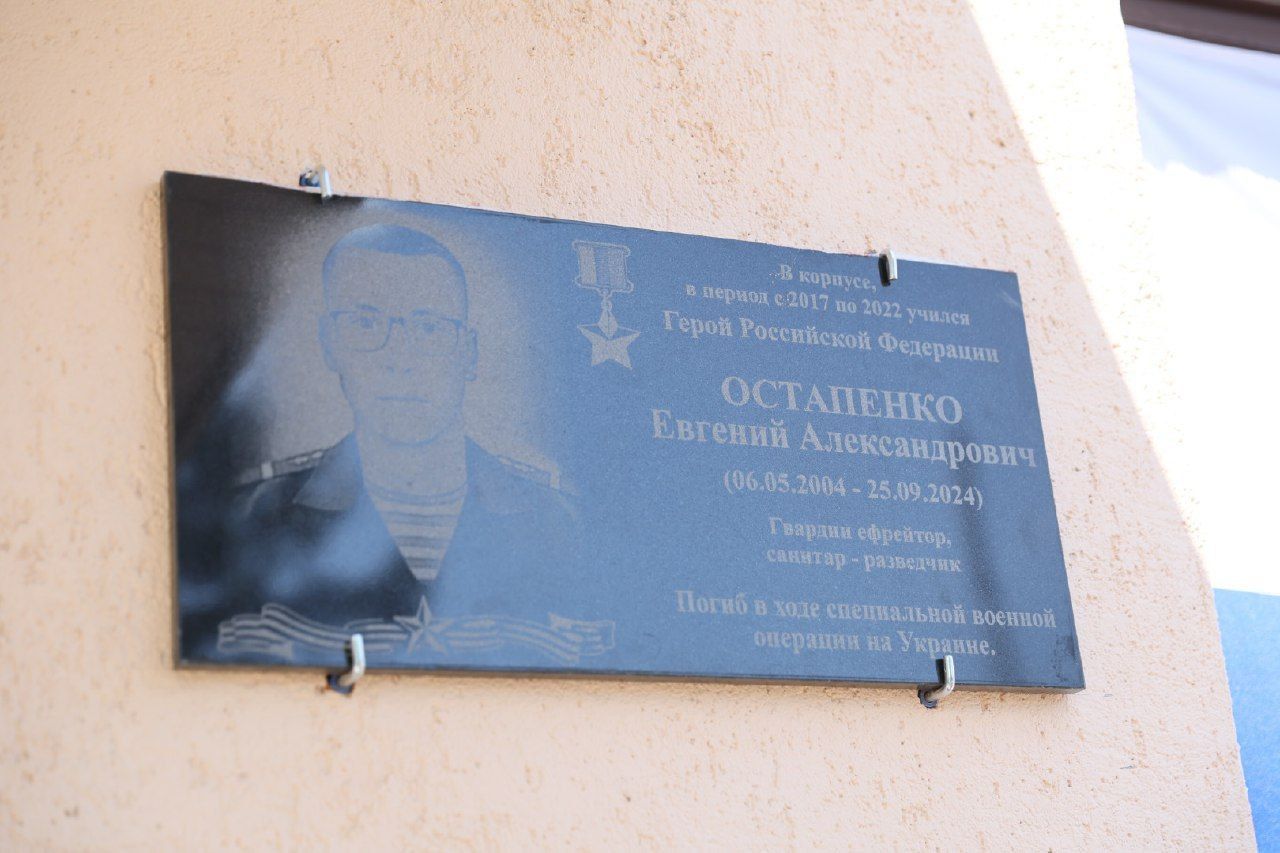 В корпусе,
в период с 2017 по 2022 учился
Герой Российской Федерации
ОСТАПЕНКО
Евгений Александрович
(06.05.2004 - 25.09.2024)
Гвардии ефрейтор,
санитар - разведчик
Погиб в ходе специальной военной
операции на Украине.